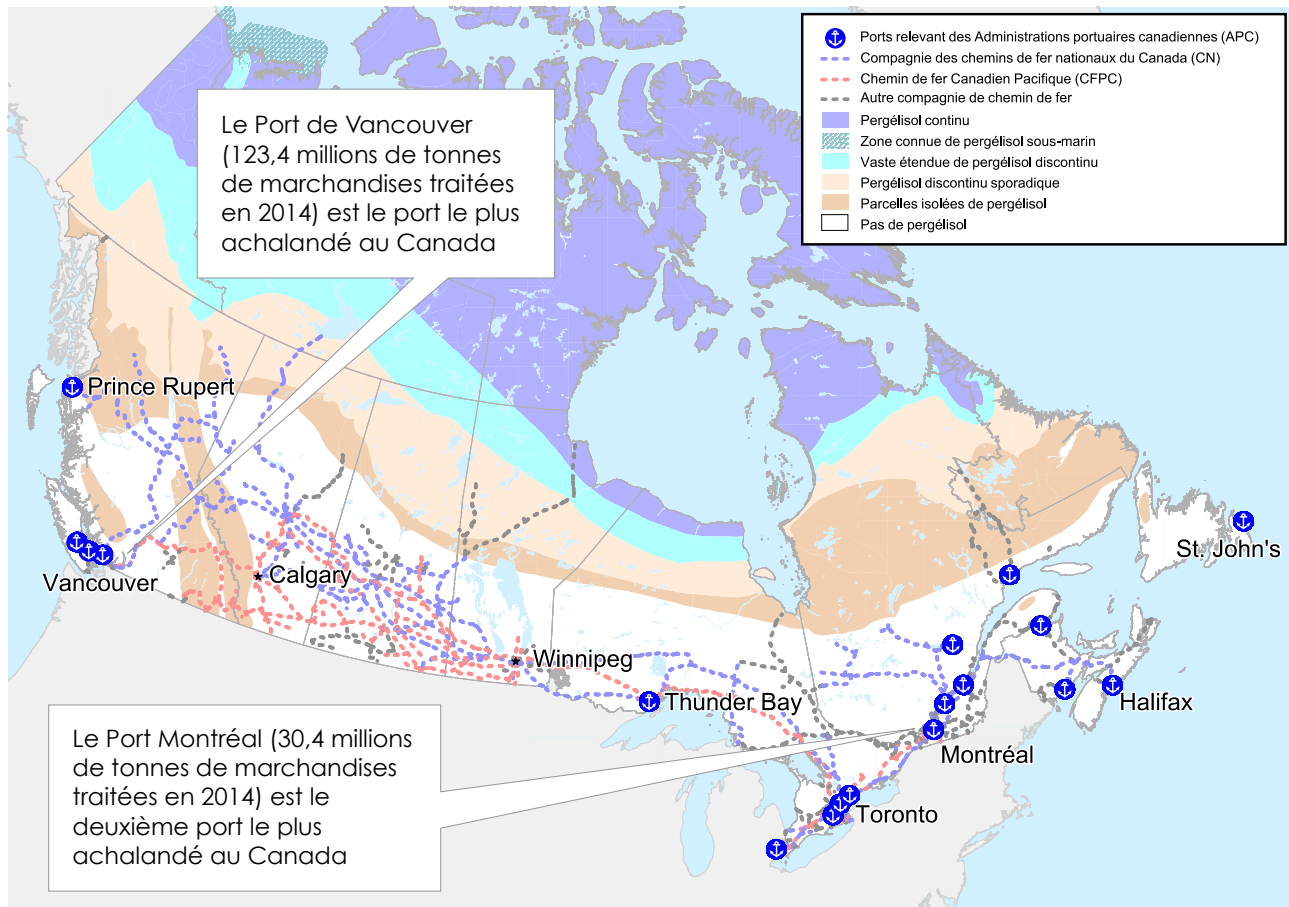 Ports relevant des Administrations portuaires canadiennes (APC)
Compagnie des chemins de fer nationaux du Canada (CN)
Chemin de fer Canadien Pacifique (CFPC)
Autre compagnie de chemin de fer
Pergélisol continu
Zone connue de pergélisol sous-marin
Vaste étendue de pergélisol discontinu
Pergélisol discontinu sporadique
Parcelles isolées de pergélisol
Pas de pergélisol
Le Port de Vancouver
(123,4 millions de tonnes
de marchandises traitées
en 2014) est le port le plus
achalandé au Canada
Prince Rupert
Vancouver
Calgary
Winnipeg
Thunder Bay
St. John's
Halifax
Montréal
Toronto
Le Port Montréal (30,4 millions
de tonnes de marchandises
traitées en 2014) est le
deuxième port le plus
achalandé au Canada